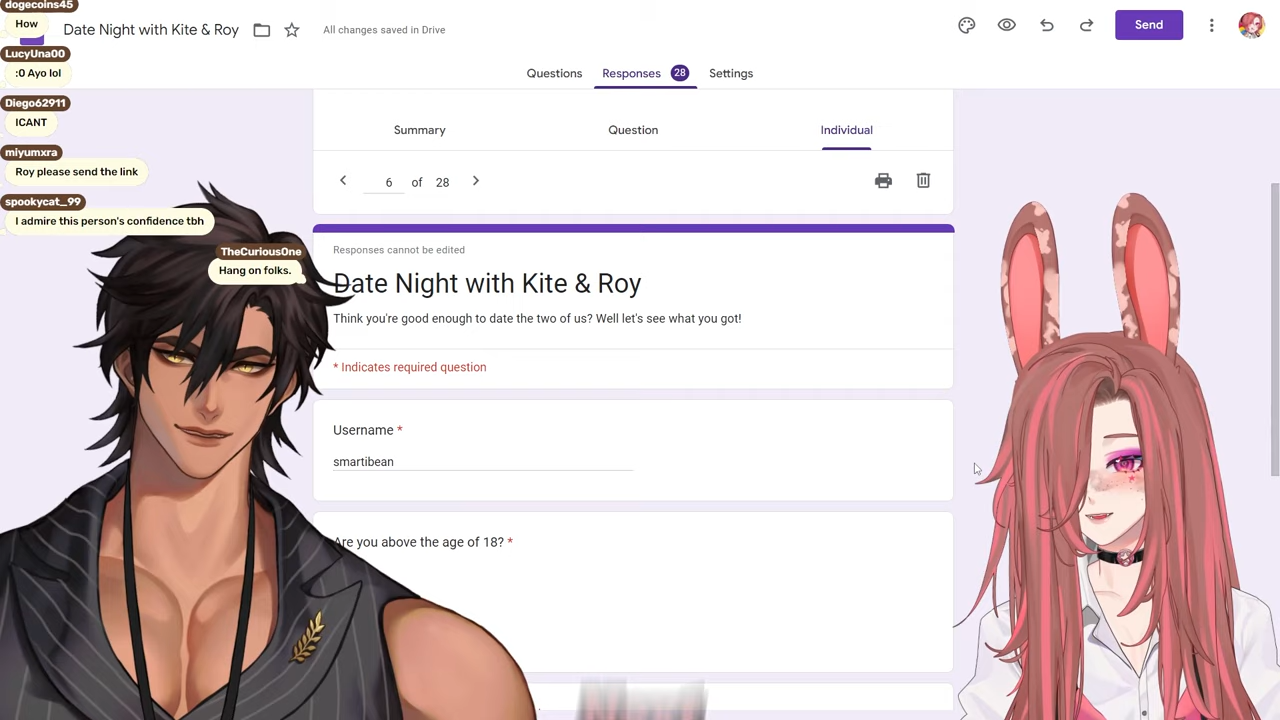 dogecoins45
How
LucyUna00
:0 Ayo lol
Diego62911
ICANT
miyumxra
Roy please send the link
spookycat_99
I admire this person's confidence tbh
TheCuriousOne
Hang on folks.
Date Night with Kite & Roy
All changes saved in Drive
Send
Questions
Responses 28
Settings
Summary
Question
Individual
6 of 28
Responses cannot be edited
Date Night with Kite & Roy
Think you're good enough to date the two of us? Well let's see what you got!
* Indicates required question
Username *
smartibean
Are you above the age of 18? *